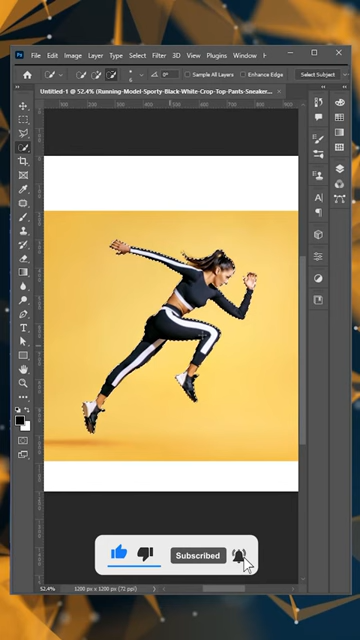 Ps File Edit Image Layer Type Select Filter 3D View Plugins Window
0° Sample All Layers Enhance Edge Select Subject
Untitled-1 @ 52.4% (Running-Model-Sporty-Black-White-Crop-Top-Pants-Sneaker...
Subscribed
52.4% 1200 px x 1200 px (72 ppi)